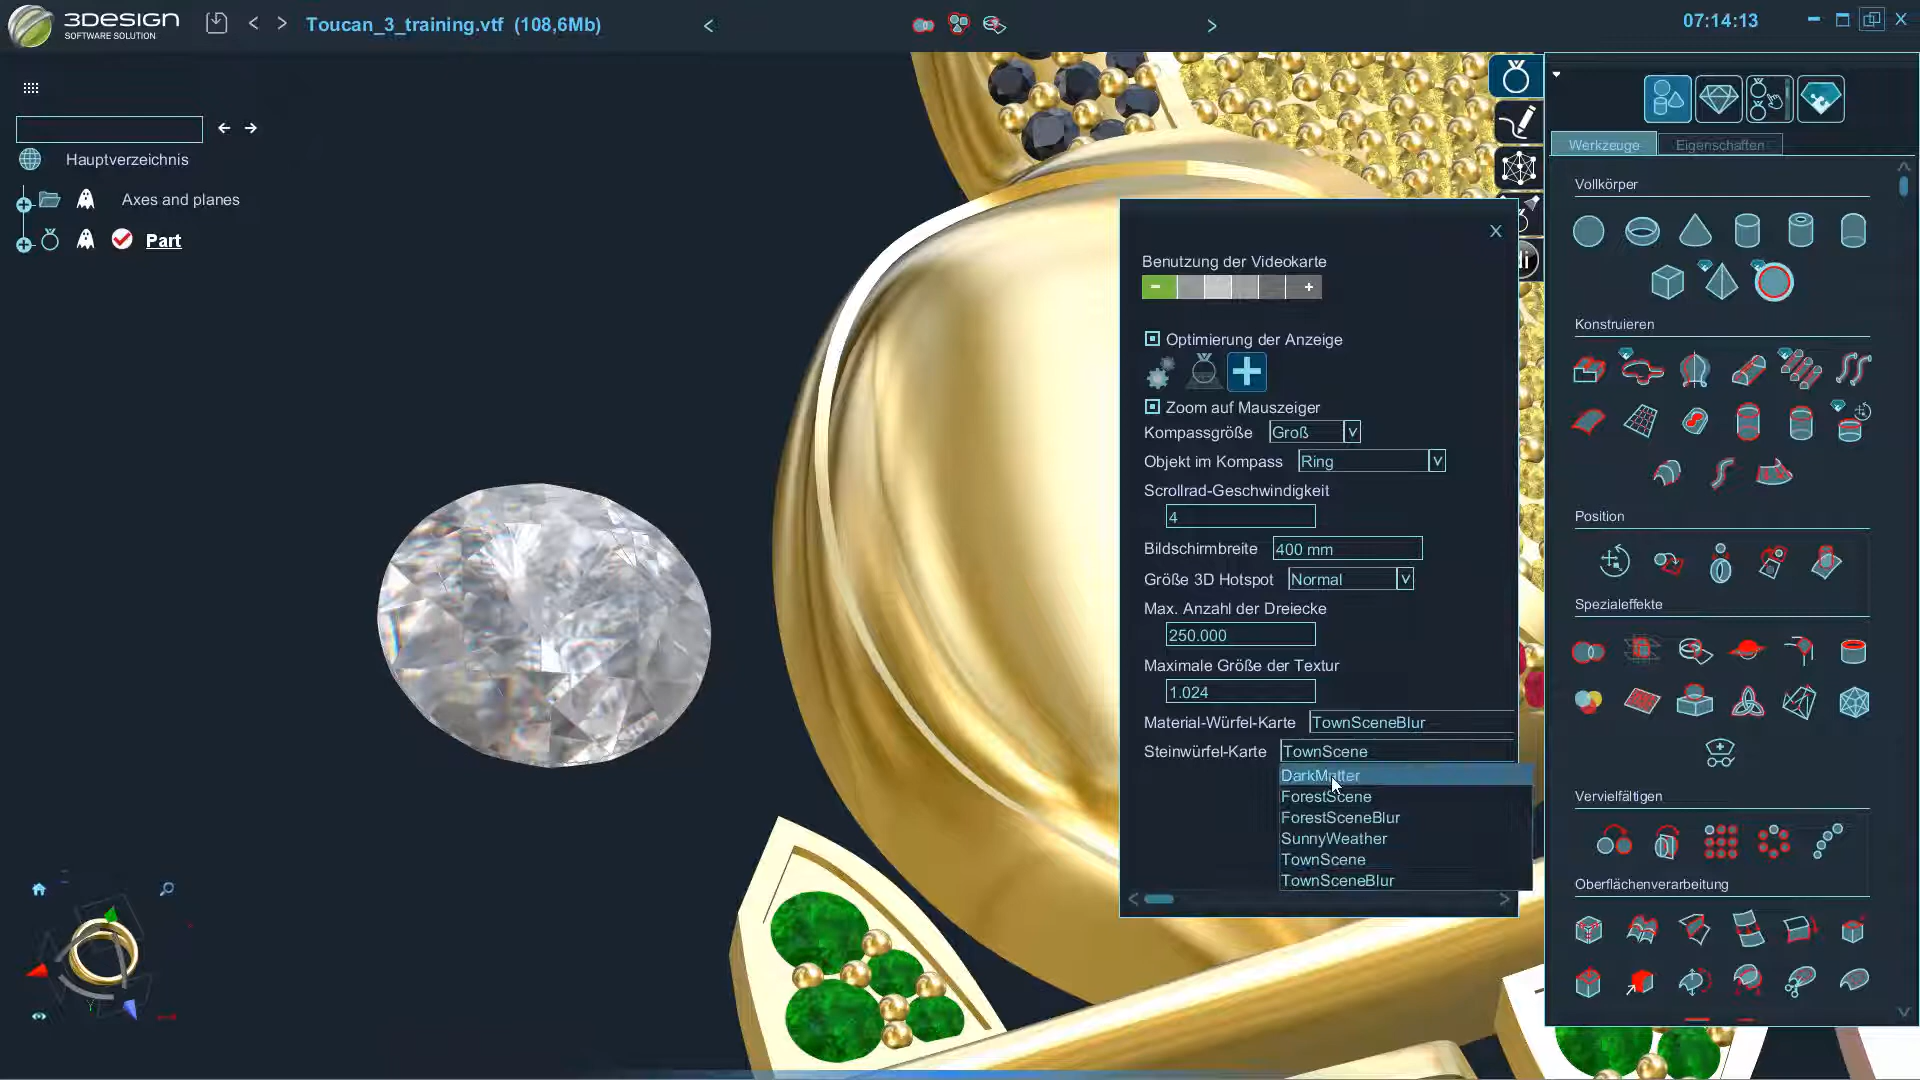 3DESIGN
SOFTWARE SOLUTION
Toucan_3_training.vtf (108,6Mb)
07:14:13
Hauptverzeichnis
Axes and planes
Part
Benutzung der Videokarte
Optimierung der Anzeige
Zoom auf Mauszeiger
Kompassgröße Groß
Objekt im Kompass Ring
Scrollrad-Geschwindigkeit
4
Bildschirmbreite 400 mm
Größe 3D Hotspot Normal
Max. Anzahl der Dreiecke
250.000
Maximale Größe der Textur
1.024
Material-Würfel-Karte TownSceneBlur
Steinwürfel-Karte TownScene
DarkMatter
ForestScene
ForestSceneBlur
SunnyWeather
TownScene
TownSceneBlur
Werkzeuge Eigenschaften
Vollkörper
Konstruieren
Position
Spezialeffekte
Vervielfältigen
Oberflächenverarbeitung